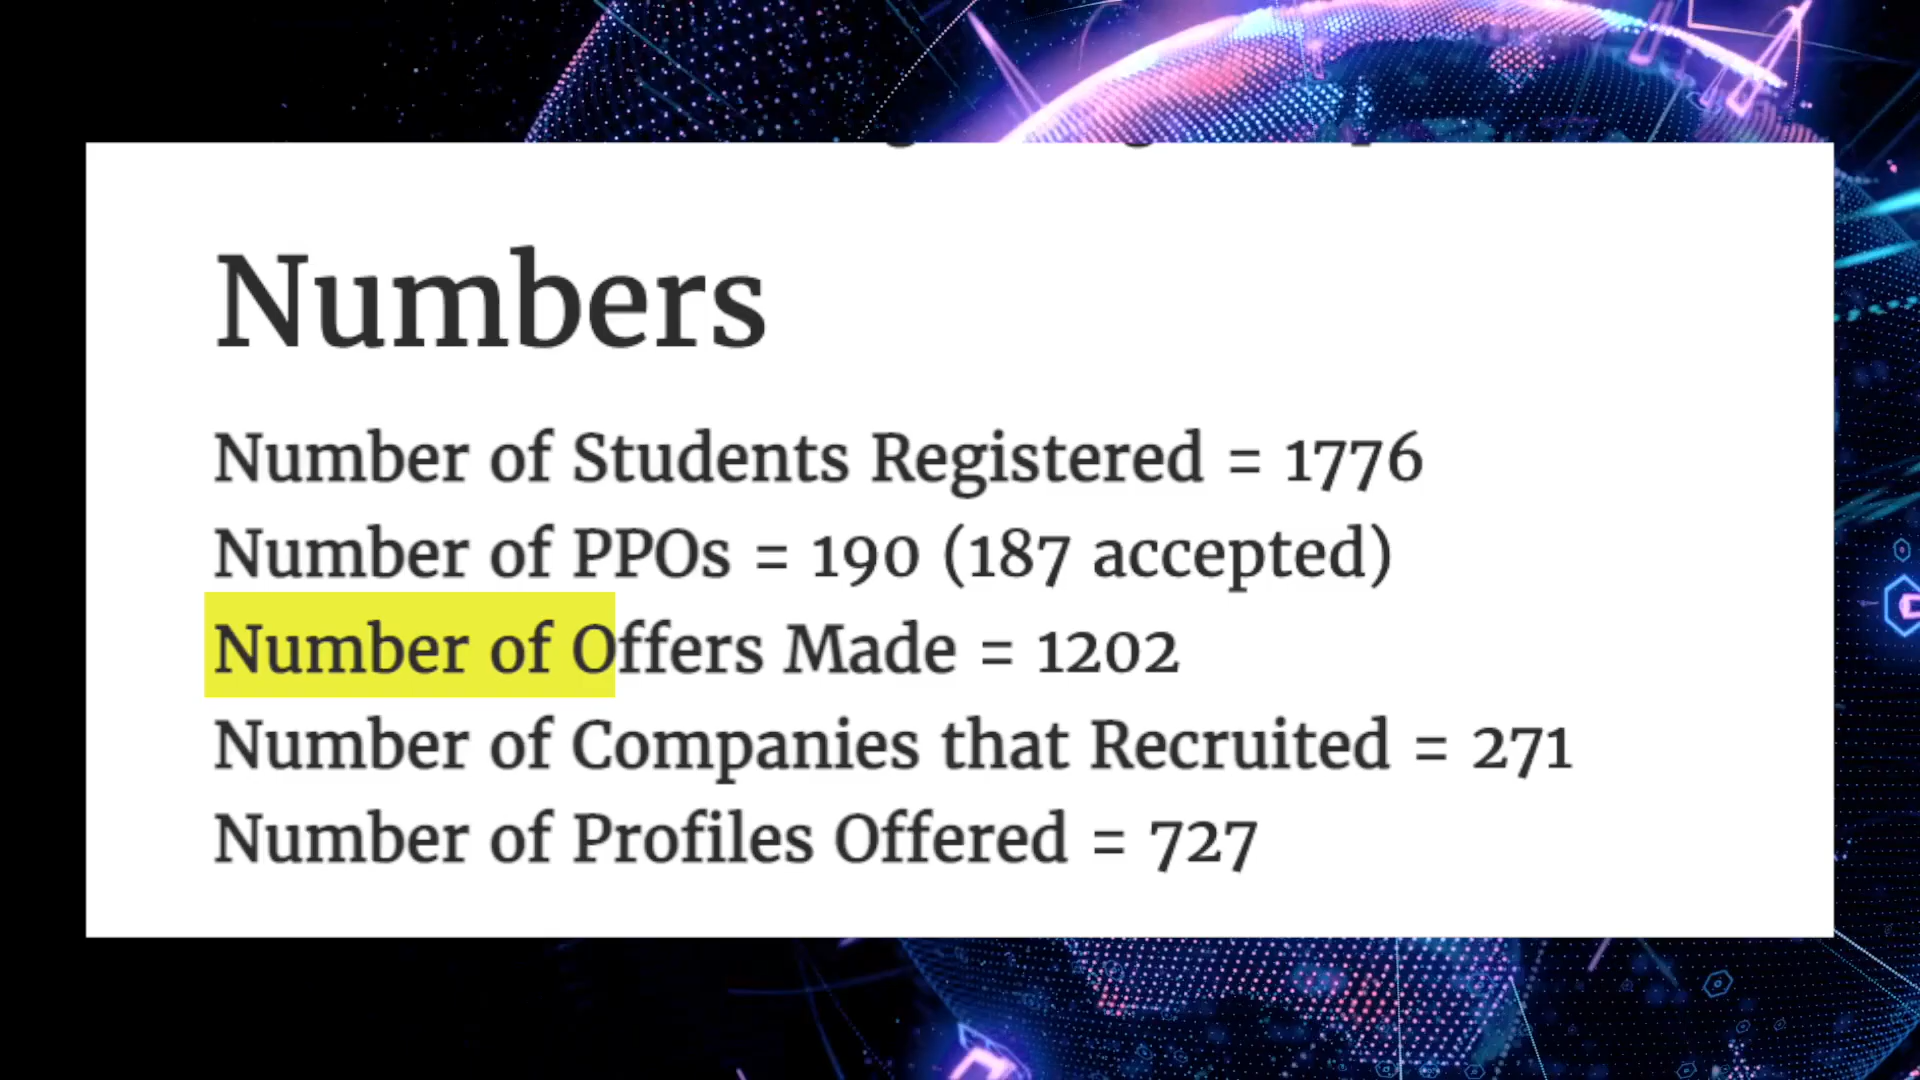 Numbers
Number of Students Registered = 1776
Number of PPOs = 190 (187 accepted)
Number of Offers Made = 1202
Number of Companies that Recruited = 271
Number of Profiles Offered = 727